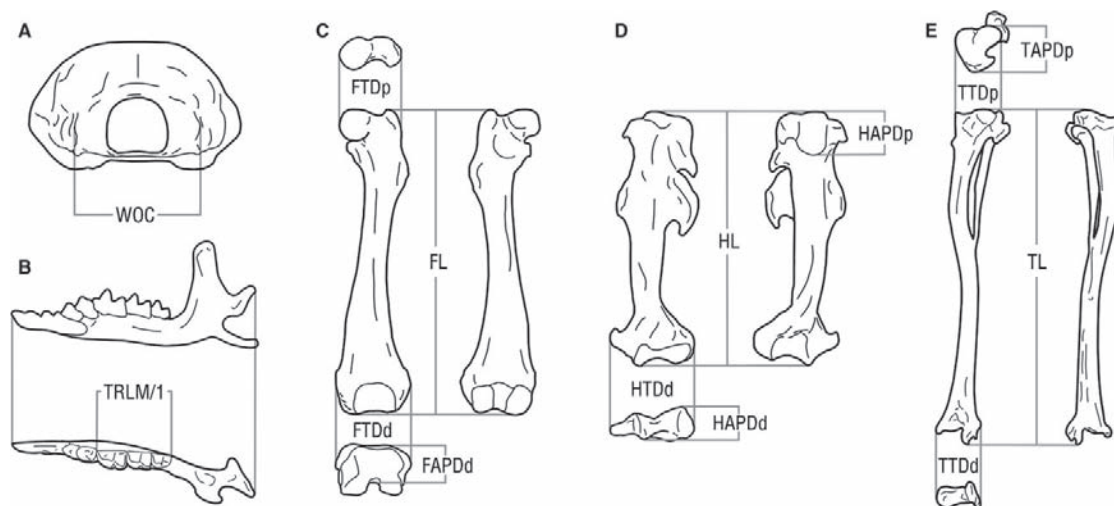 A
WOC
B
TRLM/1
C
FTDp
FL
FTDd
FAPDd
D
HAPDp
HL
HTDd
HAPDd
E
TAPDp
TTDp
TL
TTDd